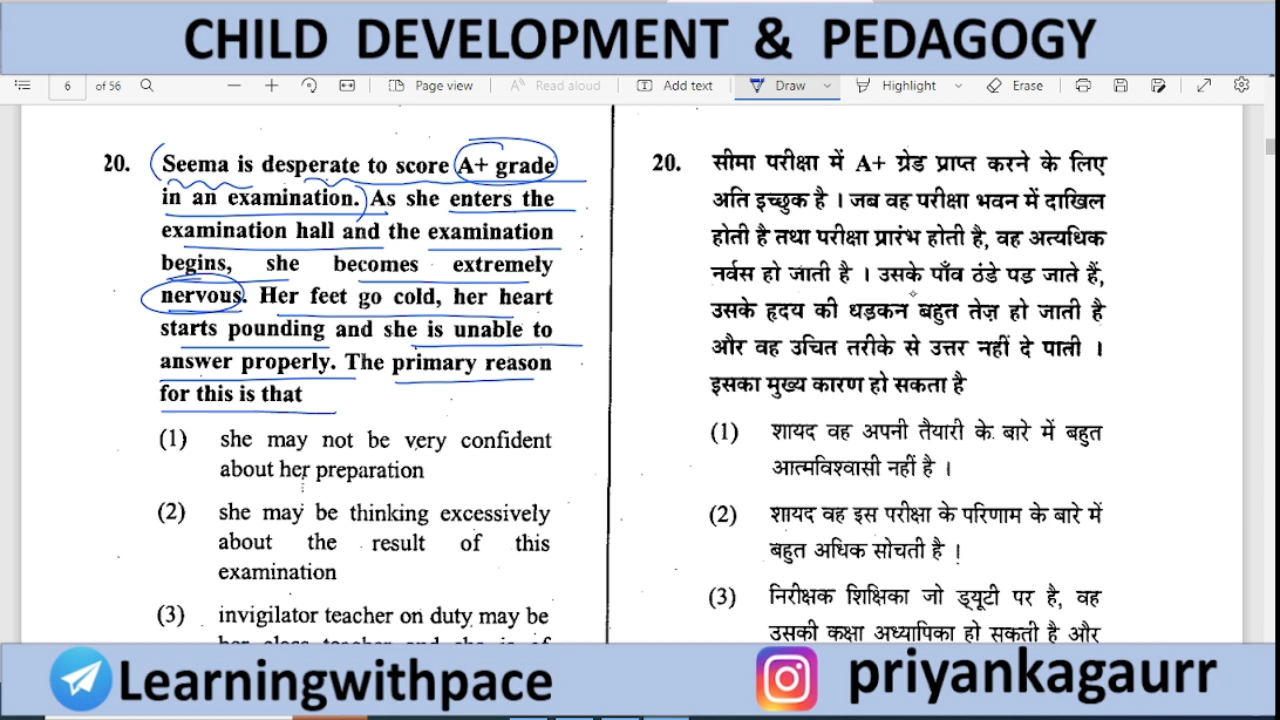 CHILD DEVELOPMENT & PEDAGOGY
6 of 56 Page view Read aloud Add text Draw Highlight Erase
20. Seema is desperate to score A+ grade
in an examination. As she enters the
examination hall and the examination
begins, she becomes extremely
nervous. Her feet go cold, her heart
starts pounding and she is unable to
answer properly. The primary reason
for this is that
(1) she may not be very confident
about her preparation
(2) she may be thinking excessively
about the result of this
examination
(3) invigilator teacher on duty may be
her class teacher and she is of
20. सीमा परीक्षा में A+ ग्रेड प्राप्त करने के लिए
अति इच्छुक है । जब वह परीक्षा भवन में दाखिल
होती है तथा परीक्षा प्रारंभ होती है, वह अत्यधिक
नर्वस हो जाती है । उसके पाँव ठंडे पड़ जाते हैं,
उसके हृदय की धड़कन बहुत तेज़ हो जाती है
और वह उचित तरीके से उत्तर नहीं दे पाती ।
इसका मुख्य कारण हो सकता है
(1) शायद वह अपनी तैयारी के बारे में बहुत
आत्मविश्वासी नहीं है ।
(2) शायद वह इस परीक्षा के परिणाम के बारे में
बहुत अधिक सोचती है !
(3) निरीक्षक शिक्षिका जो ड्यूटी पर है, वह
उसकी कक्षा अध्यापिका हो सकती है और
Learningwithpace
priyankagaurr